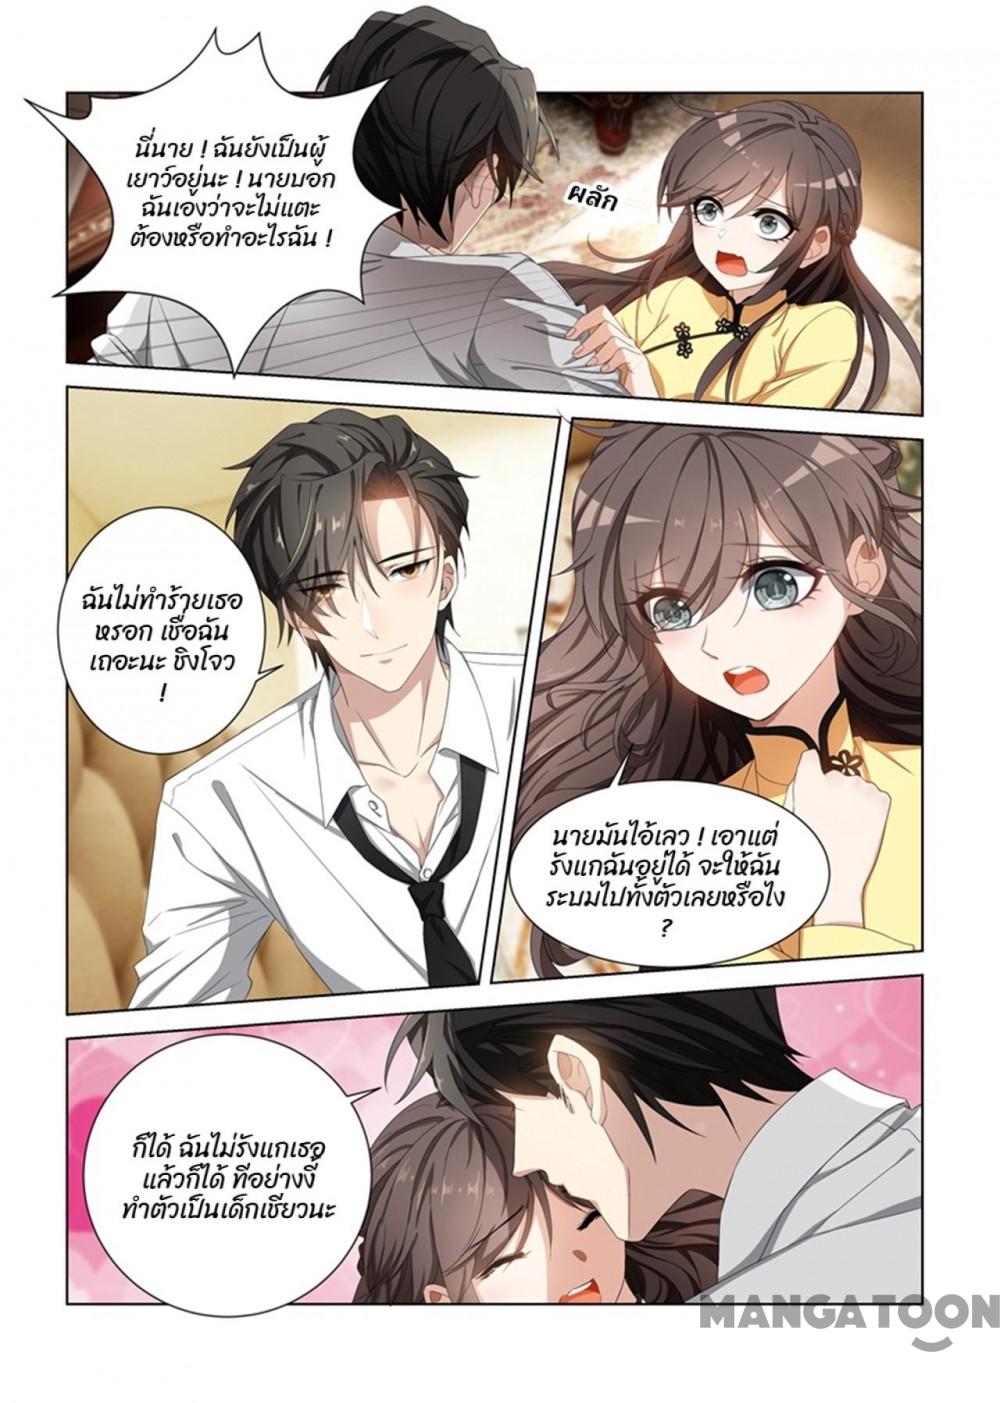 นี่นาย ! ฉันยังเป็นผู้
เยาว์อยู่นะ ! นายบอก
ฉันเองว่าจะไม่แตะ
ต้องหรือทำอะไรฉัน !
ผลัก
ฉันไม่ทำร้ายเธอ
หรอก เชื่อฉัน
เถอะนะ ชิงโจว
!
นายมันไอ้เลว ! เอาแต่
รังแกฉันอยู่ได้ จะให้ฉัน
ระบมไปทั้งตัวเลยหรือไง
?
ก็ได้ ฉันไม่รังแกเธอ
แล้วก็ได้ ทีอย่างงี้
ทำตัวเป็นเด็กเชียวนะ
MANGATOON